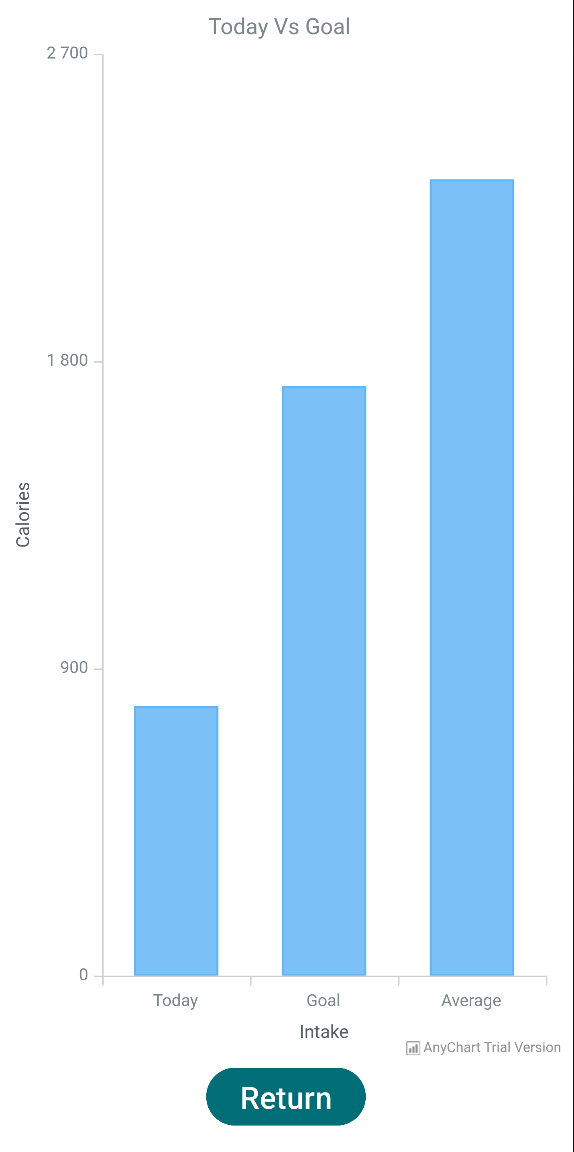 Today Vs Goal
2 700
1 800
900
0
Calories
Today Goal Average
Intake
AnyChart Trial Version
Return